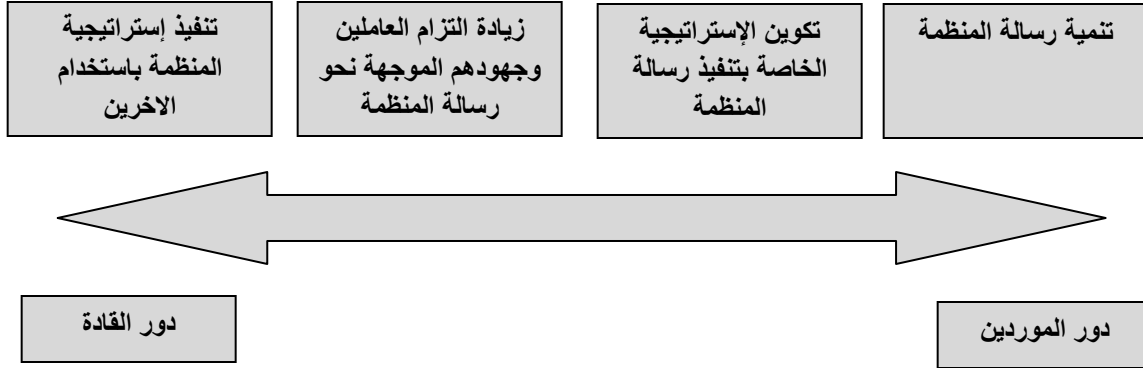 تنمية رسالة المنظمة
تكوين الإستراتيجية
الخاصة بتنفيذ رسالة
المنظمة
زيادة التزام العاملين
وجهودهم الموجهة نحو
رسالة المنظمة
تنفيذ إستراتيجية
المنظمة باستخدام
الاخرين
دور الموردين
دور القادة